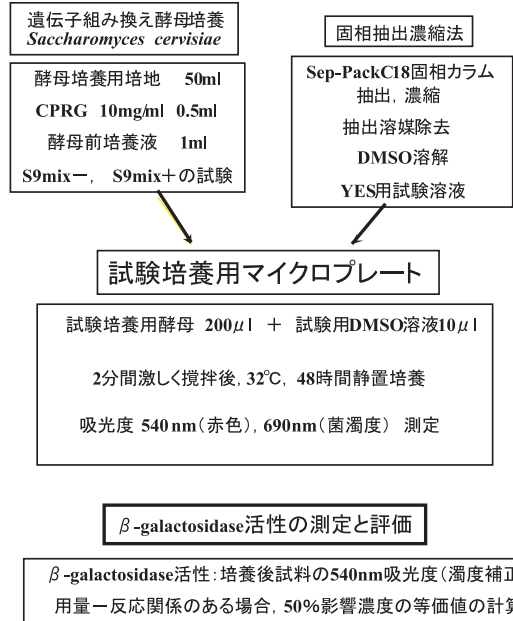 遺伝子組み換え酵母培養
Saccharomyces cervisiae
酵母培養用培地 50ml
CPRG 10mg/ml 0.5ml
酵母前培養液 1ml
S9mixー, S9mix+の試験
固相抽出濃縮法
Sep-PackC18固相カラム
抽出, 濃縮
抽出溶媒除去
DMSO溶解
YES用試験溶液
試験培養用マイクロプレート
試験培養用酵母 200μl + 試験用DMSO溶液10μl
2分間激しく撹拌後, 32℃, 48時間静置培養
吸光度 540nm(赤色), 690nm(菌濁度) 測定
β-galactosidase活性の測定と評価
β-galactosidase活性:培養後試料の540nm吸光度(濁度補正
用量ー反応関係のある場合, 50%影響濃度の等価値の計算